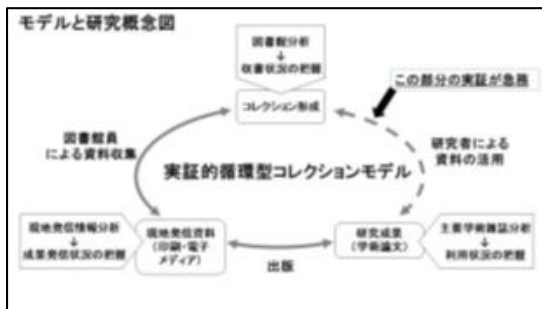 モデルと研究概念図
図書館分析
↓
収書状況の把握
コレクション形成
この部分の実証が急務
図書館員
による資料収集
研究者による
資料の活用
実証的循環型コレクションモデル
現地発信情報分析
↓
成果発信状況の把握
現地発信資料
(印刷・電子
メディア)
出版
研究成果
(学術論文)
主要学術雑誌分析
↓
利用状況の把握